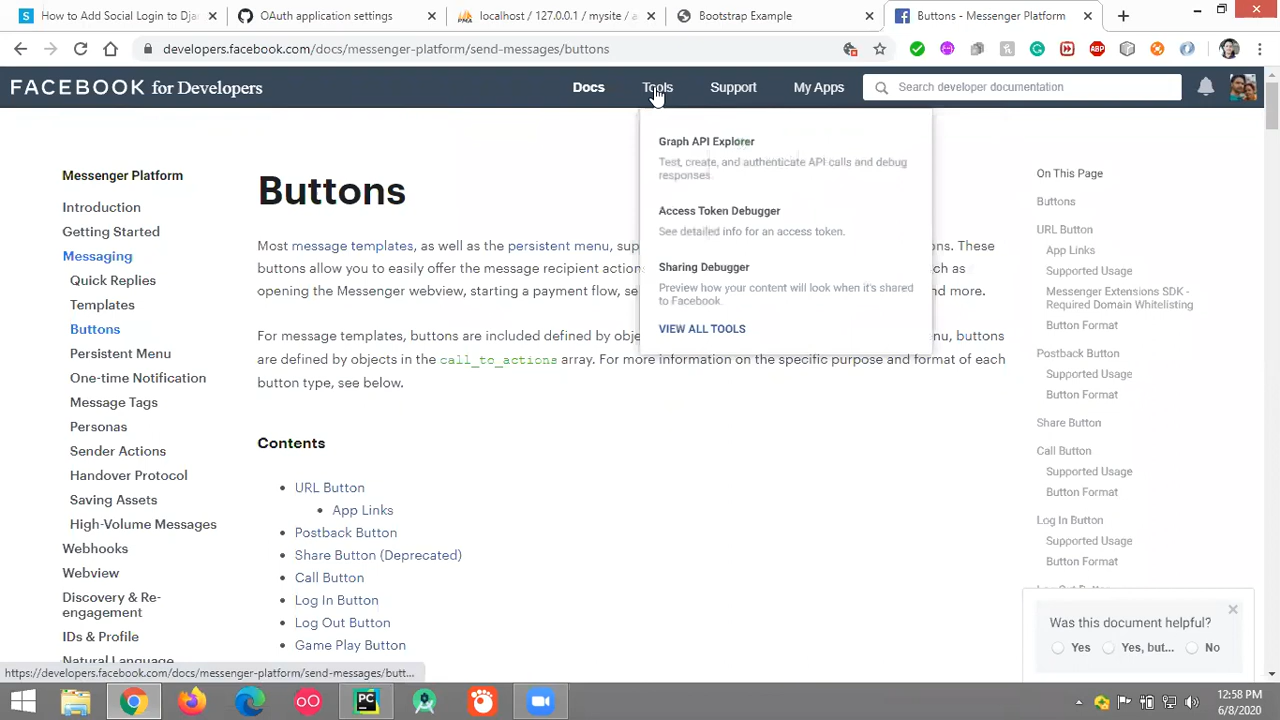 How to Add Social Login to Dja
OAuth application settings
localhost / 127.0.0.1 / mysite / a
Bootstrap Example
Buttons - Messenger Platform
developers.facebook.com/docs/messenger-platform/send-messages/buttons
FACEBOOK for Developers
Docs
Tools
Support
My Apps
Search developer documentation
Graph API Explorer
Test, create, and authenticate API calls and debug
responses.
Access Token Debugger
See detailed info for an access token.
Sharing Debugger
Preview how your content will look when it's shared
to Facebook.
VIEW ALL TOOLS
Messenger Platform
Introduction
Getting Started
Messaging
Quick Replies
Templates
Buttons
Persistent Menu
One-time Notification
Message Tags
Personas
Sender Actions
Handover Protocol
Saving Assets
High-Volume Messages
Webhooks
Webview
Discovery & Re-
engagement
IDs & Profile
Natural Language
Buttons
Most message templates, as well as the persistent menu, sup ons. These
buttons allow you to easily offer the message recipient action ch as
opening the Messenger webview, starting a payment flow, se nd more.
For message templates, buttons are included defined by obje nu, buttons
are defined by objects in the call_to_actions array. For more information on the specific purpose and format of each
button type, see below.
Contents
URL Button
App Links
Postback Button
Share Button (Deprecated)
Call Button
Log In Button
Log Out Button
Game Play Button
On This Page
Buttons
URL Button
App Links
Supported Usage
Messenger Extensions SDK -
Required Domain Whitelisting
Button Format
Postback Button
Supported Usage
Button Format
Share Button
Call Button
Supported Usage
Button Format
Log In Button
Supported Usage
Button Format
Log Out Button
Was this document helpful?
Yes
Yes, but...
No
https://developers.facebook.com/docs/messenger-platform/send-messages/butt...
12:58 PM
6/8/2020